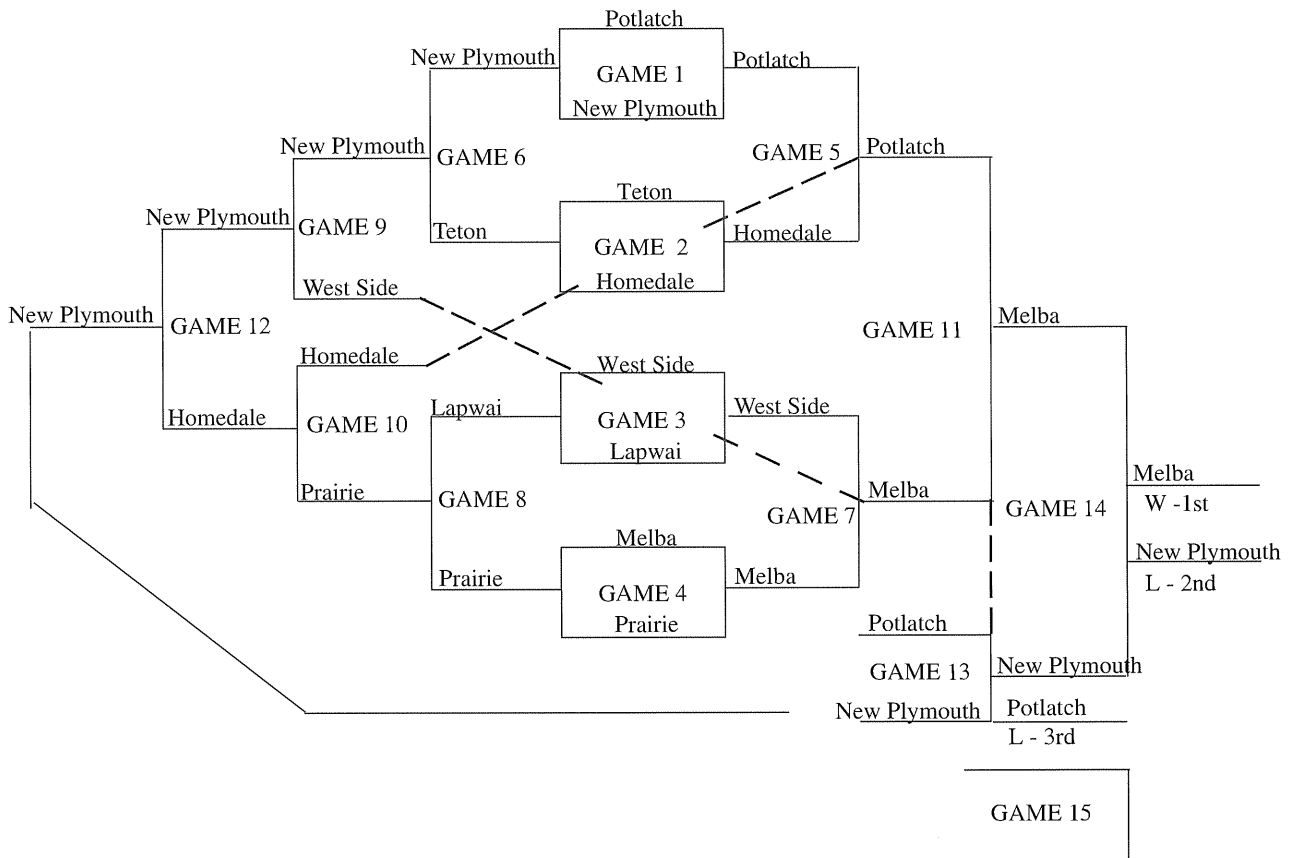 Potlatch
New Plymouth
GAME 1
Potlatch
New Plymouth
New Plymouth
GAME 6
GAME 5
Potlatch
Teton
New Plymouth
GAME 9
Teton
GAME 2
Homedale
Homedale
West Side
New Plymouth
GAME 12
GAME 11
Melba
Homedale
West Side
Homedale
GAME 10
Lapwai
GAME 3
West Side
Lapwai
Prairie
GAME 8
Melba
GAME 7
GAME 14
Melba
W -1st
Melba
New Plymouth
Prairie
GAME 4
Melba
L - 2nd
Prairie
Potlatch
GAME 13
New Plymouth
New Plymouth
Potlatch
L - 3rd
GAME 15